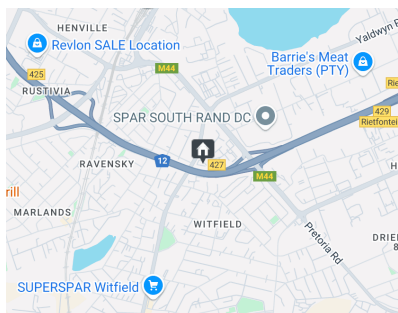 HENVILLE
Revlon SALE Location
Yaldwyn
Barrie's Meat
Traders (PTY)
M44
425
RUSTIVIA
SPAR SOUTH RAND DC
429
Rietfontein
RAVENSKY
12
427
M44
rill
MARLANDS
WITFIELD
Pretoria Rd
DRIE
SUPERSPAR Witfield